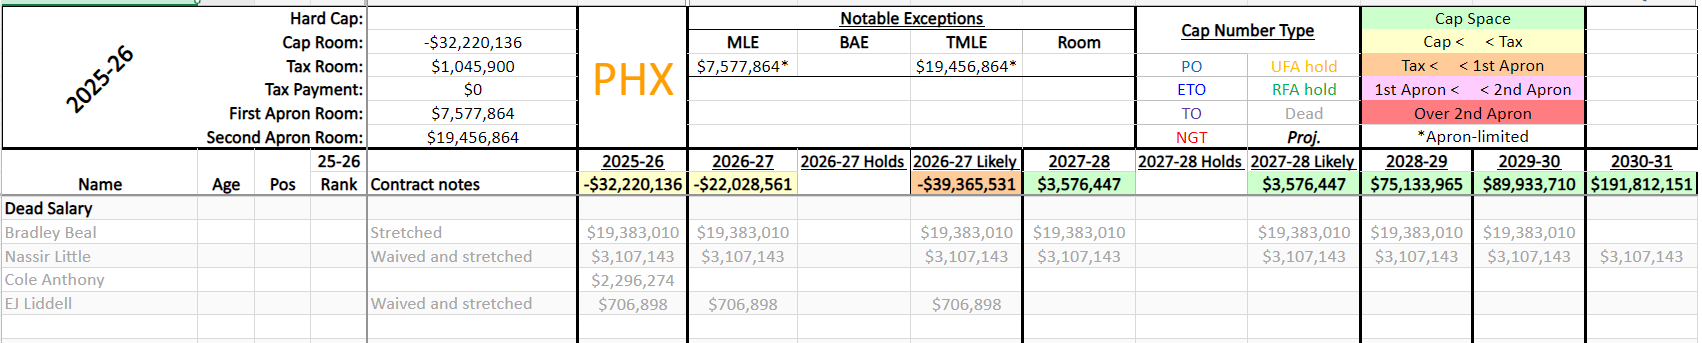 2025-26
Hard Cap:
Cap Room: -$32,220,136
Tax Room: $1,045,900
Tax Payment: $0
First Apron Room: $7,577,864
Second Apron Room: $19,456,864
PHX
Notable Exceptions
MLE BAE TMLE Room
$7,577,864* $19,456,864*
Cap Number Type
PO UFA hold
ETO RFA hold
TO Dead
NGT Proj.
Cap Space
Cap < < Tax
Tax < < 1st Apron
1st Apron < < 2nd Apron
Over 2nd Apron
*Apron-limited
25-26 2025-26 2026-27 2026-27 Holds 2026-27 Likely 2027-28 2027-28 Holds 2027-28 Likely 2028-29 2029-30 2030-31
Name Age Pos Rank Contract notes -$32,220,136 -$22,028,561 -$39,365,531 $3,576,447 $3,576,447 $75,133,965 $89,933,710 $191,812,151
Dead Salary
Bradley Beal Stretched $19,383,010 $19,383,010 $19,383,010 $19,383,010 $19,383,010 $19,383,010 $19,383,010
Nassir Little Waived and stretched $3,107,143 $3,107,143 $3,107,143 $3,107,143 $3,107,143 $3,107,143 $3,107,143 $3,107,143
Cole Anthony $2,296,274
EJ Liddell Waived and stretched $706,898 $706,898 $706,898